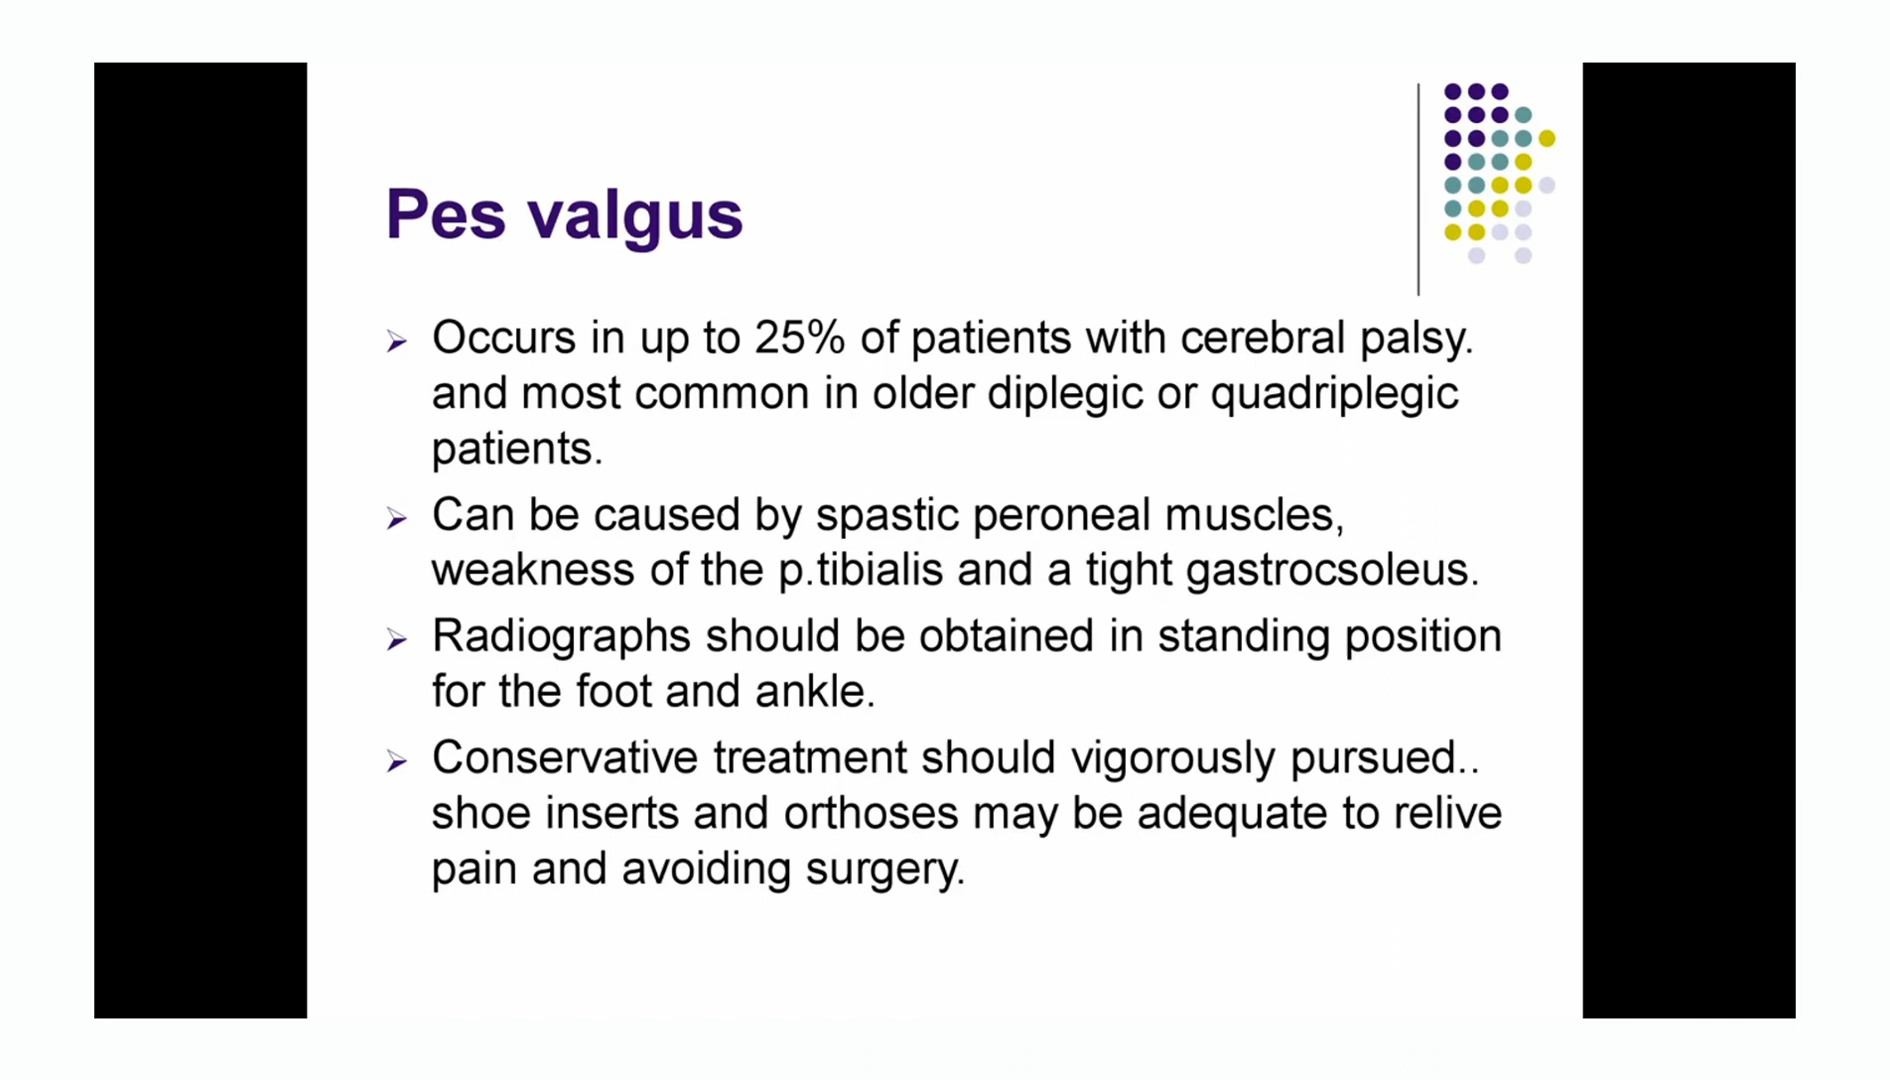 Pes valgus
Occurs in up to 25% of patients with cerebral palsy.
and most common in older diplegic or quadriplegic
patients.
Can be caused by spastic peroneal muscles,
weakness of the p.tibialis and a tight gastrocsoleus.
Radiographs should be obtained in standing position
for the foot and ankle.
Conservative treatment should vigorously pursued..
shoe inserts and orthoses may be adequate to relive
pain and avoiding surgery.